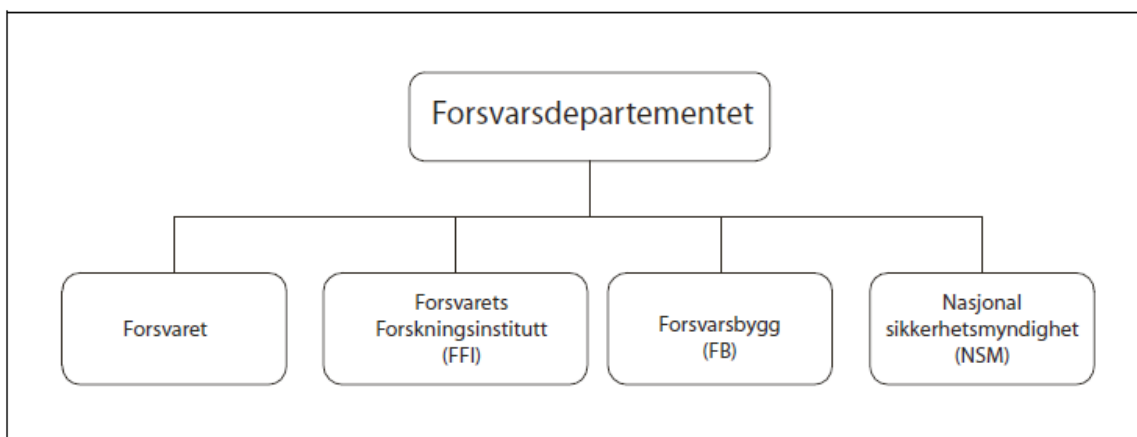 Forsvarsdepartementet
Forsvaret
Forsvarets
Forskningsinstitutt
(FFI)
Forsvarsbygg
(FB)
Nasjonal
sikkerhetsmyndighet
(NSM)